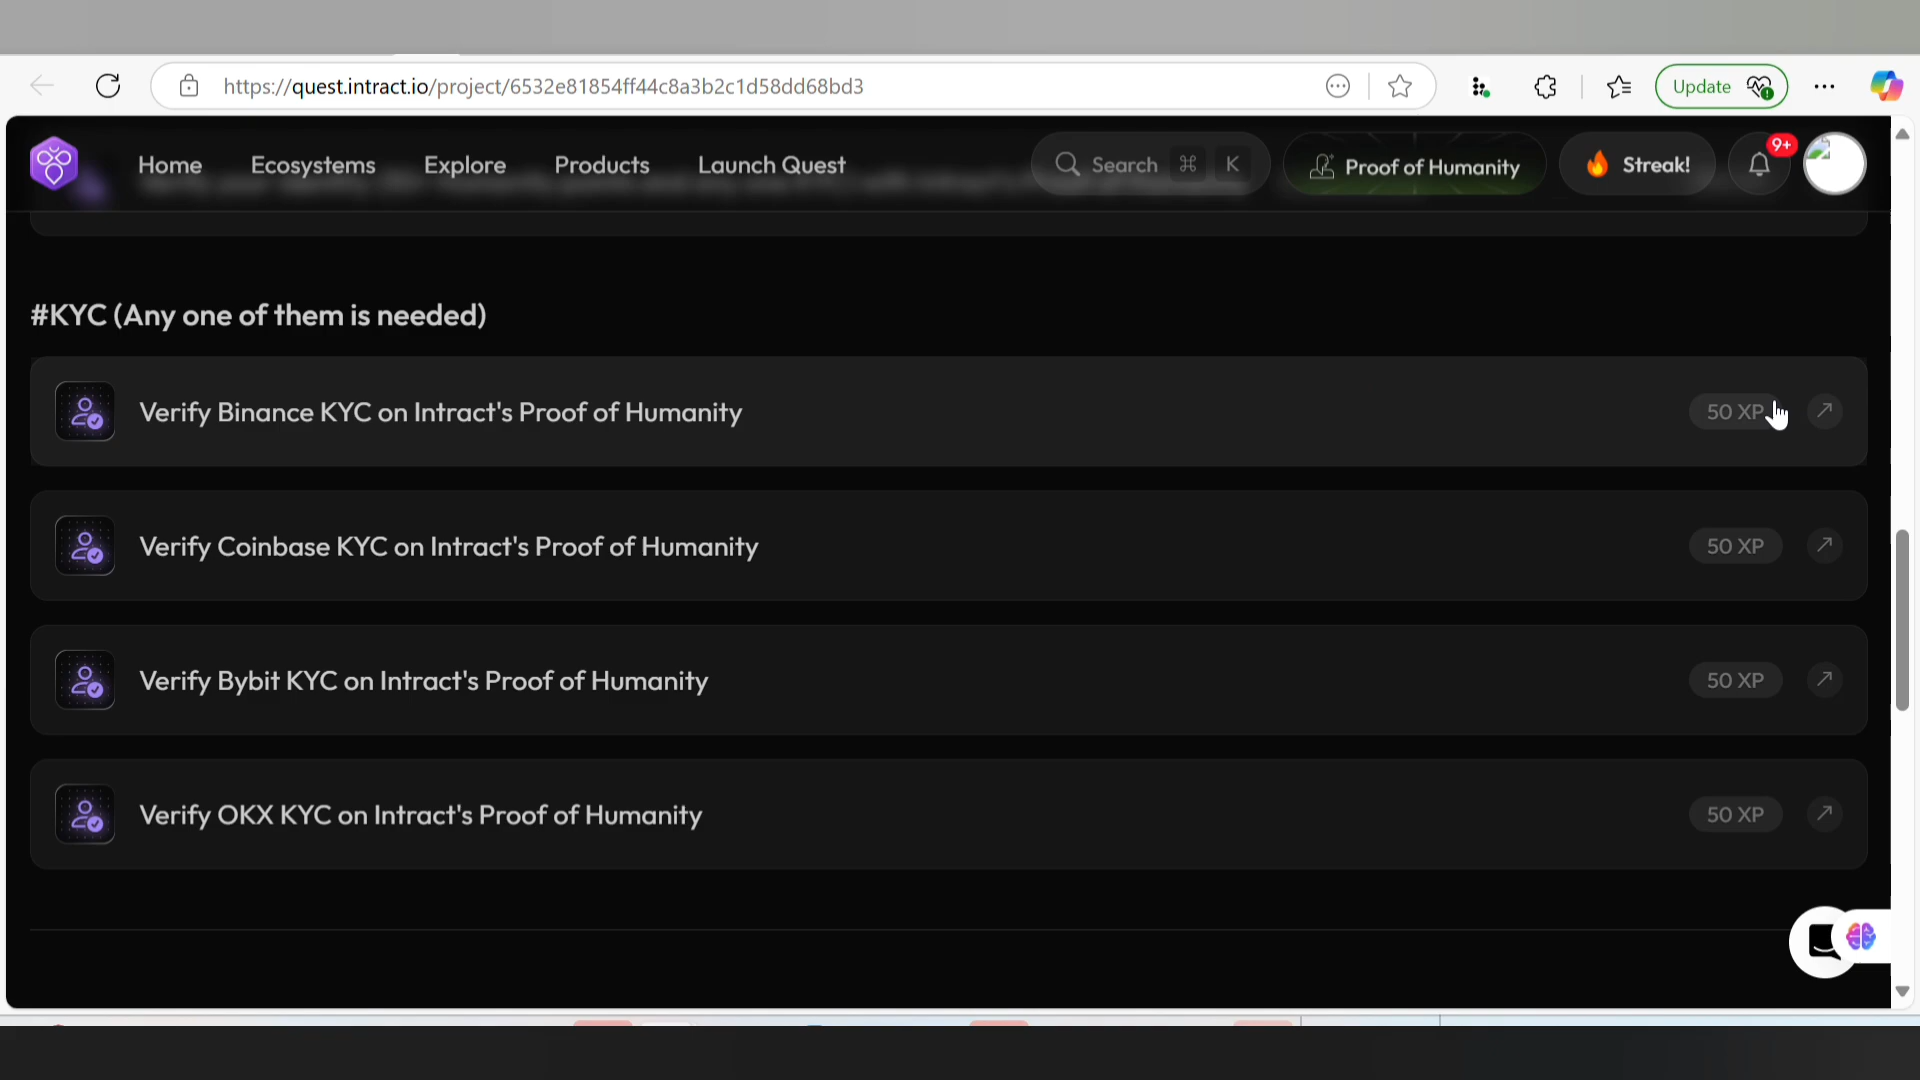 https://quest.intract.io/project/6532e81854ff44c8a3b2c1d58dd68bd3
Update
Home Ecosystems Explore Products Launch Quest Search ⌘ K Proof of Humanity Streak! 9+
#KYC (Any one of them is needed)
Verify Binance KYC on Intract's Proof of Humanity 50 XP
Verify Coinbase KYC on Intract's Proof of Humanity 50 XP
Verify Bybit KYC on Intract's Proof of Humanity 50 XP
Verify OKX KYC on Intract's Proof of Humanity 50 XP